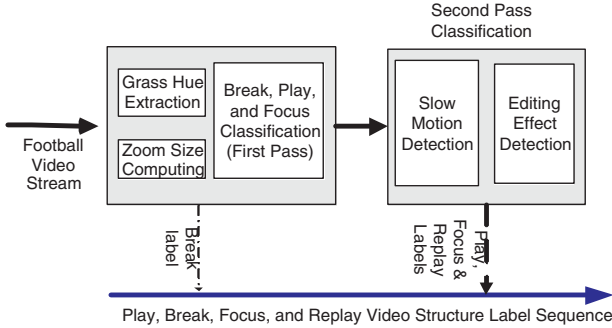 Second Pass
Classification
Grass Hue
Extraction
Zoom Size
Computing
Break, Play,
and Focus
Classification
(First Pass)
Slow
Motion
Detection
Editing
Effect
Detection
Football
Video
Stream
Break
label
Play,
Focus &
Replay
Labels
Play, Break, Focus, and Replay Video Structure Label Sequence